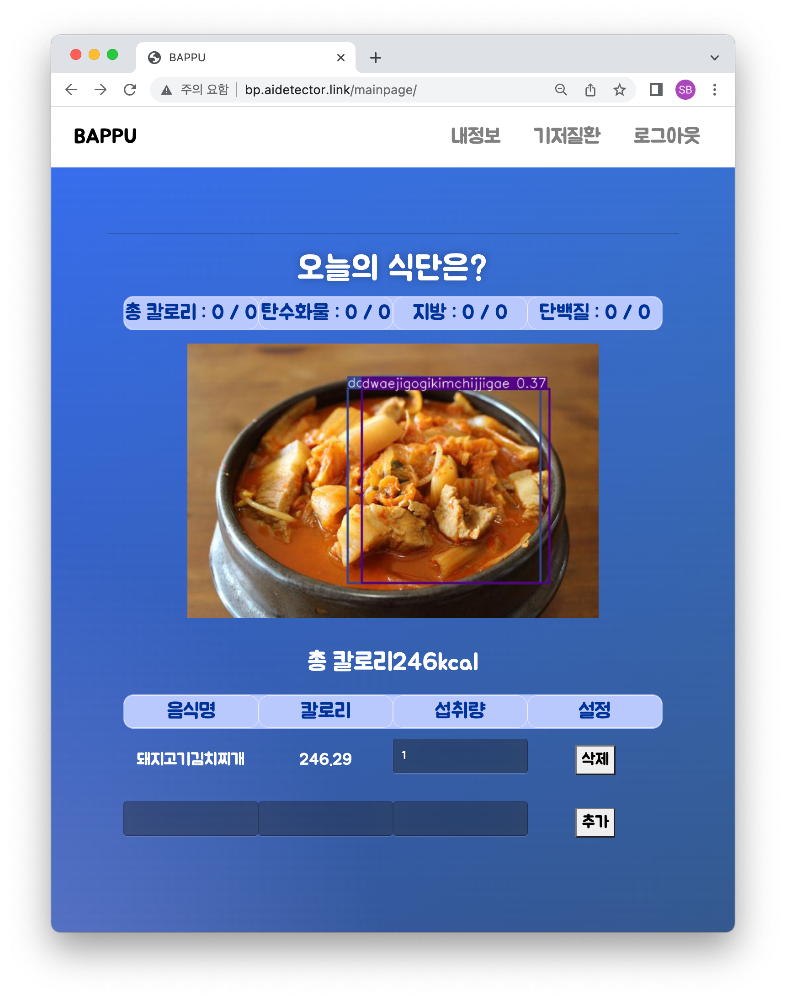 BAPPU
주의 요함 bp.aidetector.link/mainpage/ SB
BAPPU 내정보 기저질환 로그아웃
오늘의 식단은?
총 칼로리 : 0 / 0 탄수화물 : 0 / 0 지방 : 0 / 0 단백질 : 0 / 0
dwaejigogikimchijjigae 0.37
총 칼로리246kcal
음식명 칼로리 섭취량 설정
돼지고기김치찌개 246.29 1 삭제
추가